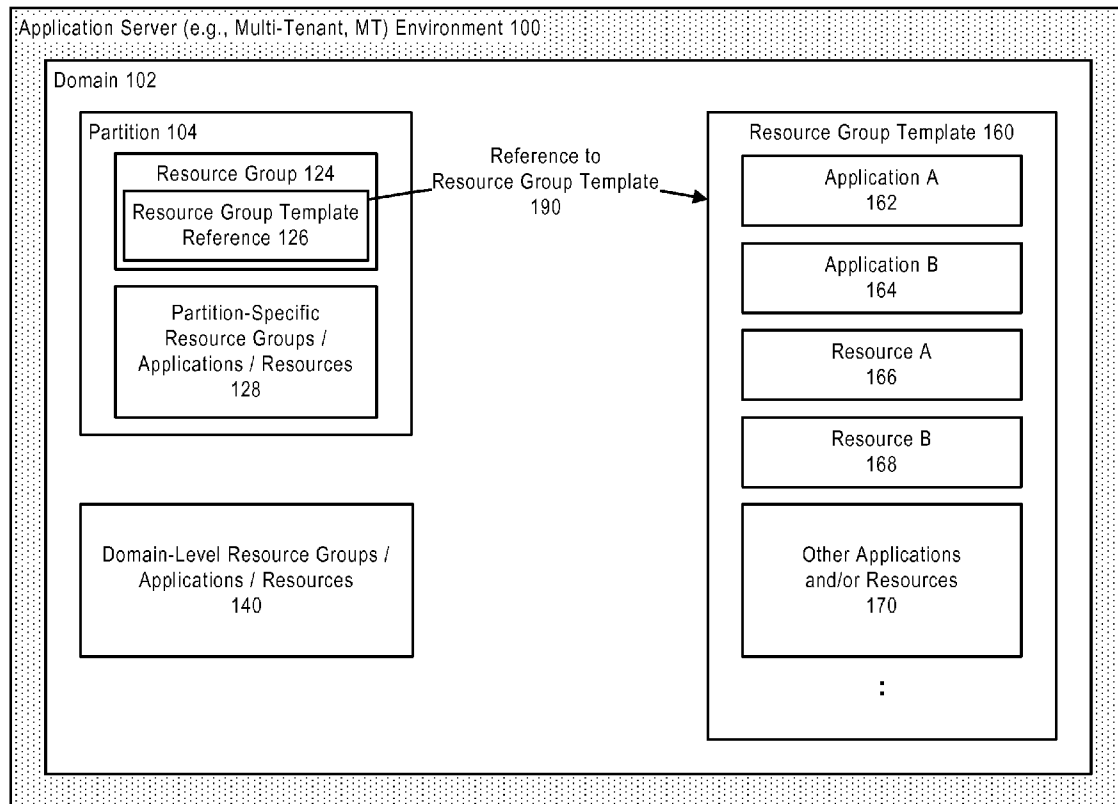 Application Server (e.g., Multi-Tenant, MT) Environment 100
Domain 102
Partition 104
Resource Group 124
Resource Group Template
Reference 126
Partition-Specific
Resource Groups /
Applications / Resources
128
Domain-Level Resource Groups /
Applications / Resources
140
Reference to
Resource Group Template
190
Resource Group Template 160
Application A
162
Application B
164
Resource A
166
Resource B
168
Other Applications
and/or Resources
170
: